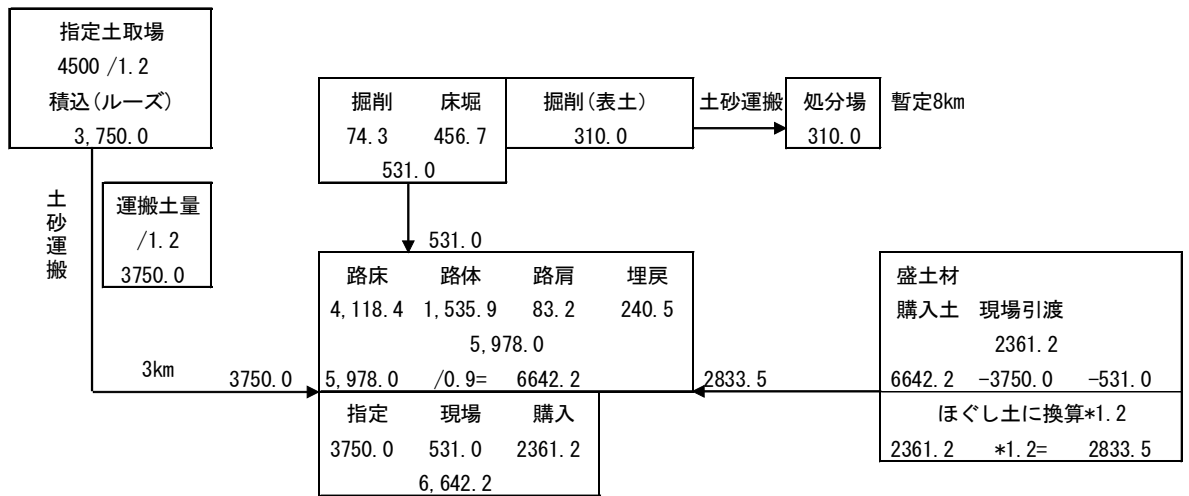 指定土取場
4500 /1.2
積込(ルーズ)
3,750.0
土砂運搬
運搬土量
/1.2
3750.0
3km
3750.0
掘削 床堀
74.3 456.7
531.0
掘削(表土)
310.0
土砂運搬
処分場
310.0
暫定8km
531.0
路床 路体 路肩 埋戻
4,118.4 1,535.9 83.2 240.5
5,978.0
5,978.0 /0.9= 6642.2
指定 現場 購入
3750.0 531.0 2361.2
6,642.2
2833.5
盛土材
購入土 現場引渡
2361.2
6642.2 -3750.0 -531.0
ほぐし土に換算*1.2
2361.2 *1.2= 2833.5